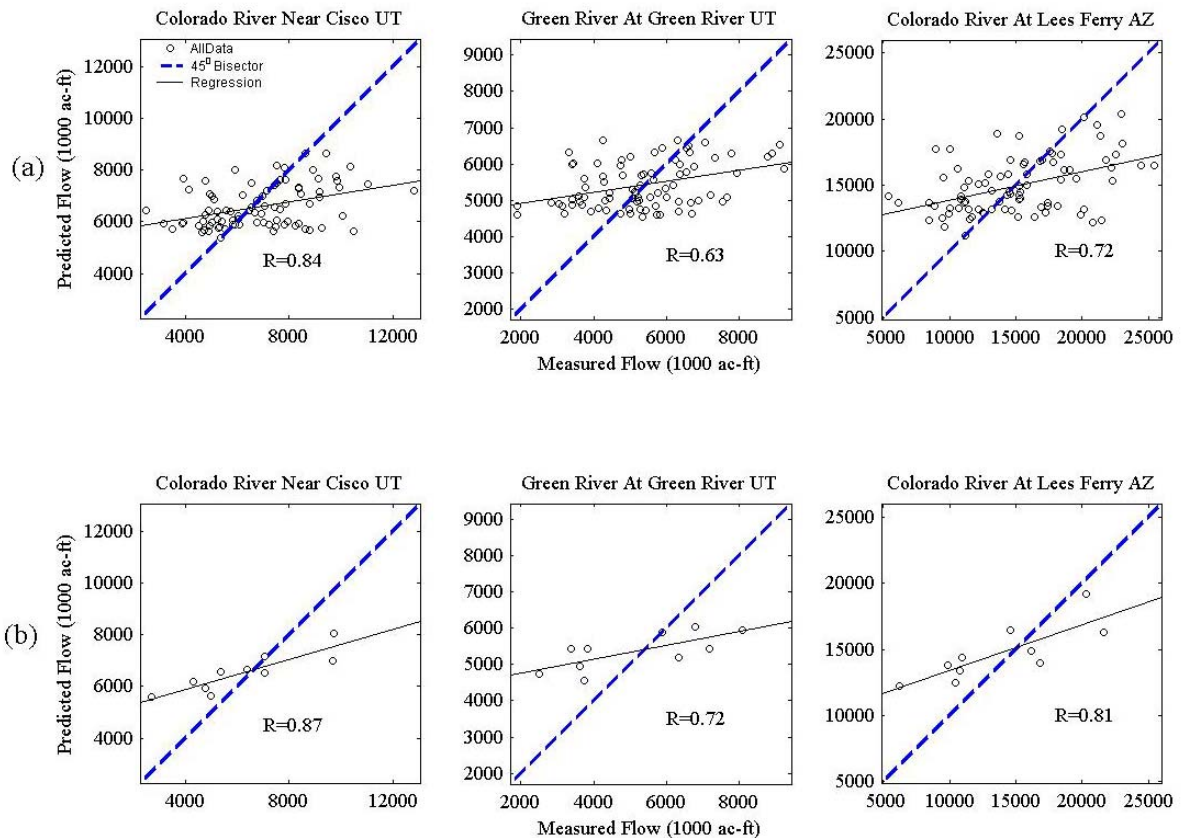 Colorado River Near Cisco UT
Green River At Green River UT
Colorado River At Lees Ferry AZ
(a)
Predicted Flow (1000 ac-ft)
12000
10000
8000
6000
4000
AllData
45⁰ Bisector
Regression
R=0.84
4000 8000 12000
9000
8000
7000
6000
5000
4000
3000
2000
R=0.63
2000 4000 6000 8000
25000
20000
15000
10000
5000
R=0.72
5000 10000 15000 20000 25000
Measured Flow (1000 ac-ft)
Colorado River Near Cisco UT
Green River At Green River UT
Colorado River At Lees Ferry AZ
(b)
Predicted Flow (1000 ac-ft)
12000
10000
8000
6000
4000
R=0.87
4000 8000 12000
9000
8000
7000
6000
5000
4000
3000
2000
R=0.72
2000 4000 6000 8000
25000
20000
15000
10000
5000
R=0.81
5000 10000 15000 20000 25000
Measured Flow (1000 ac-ft)